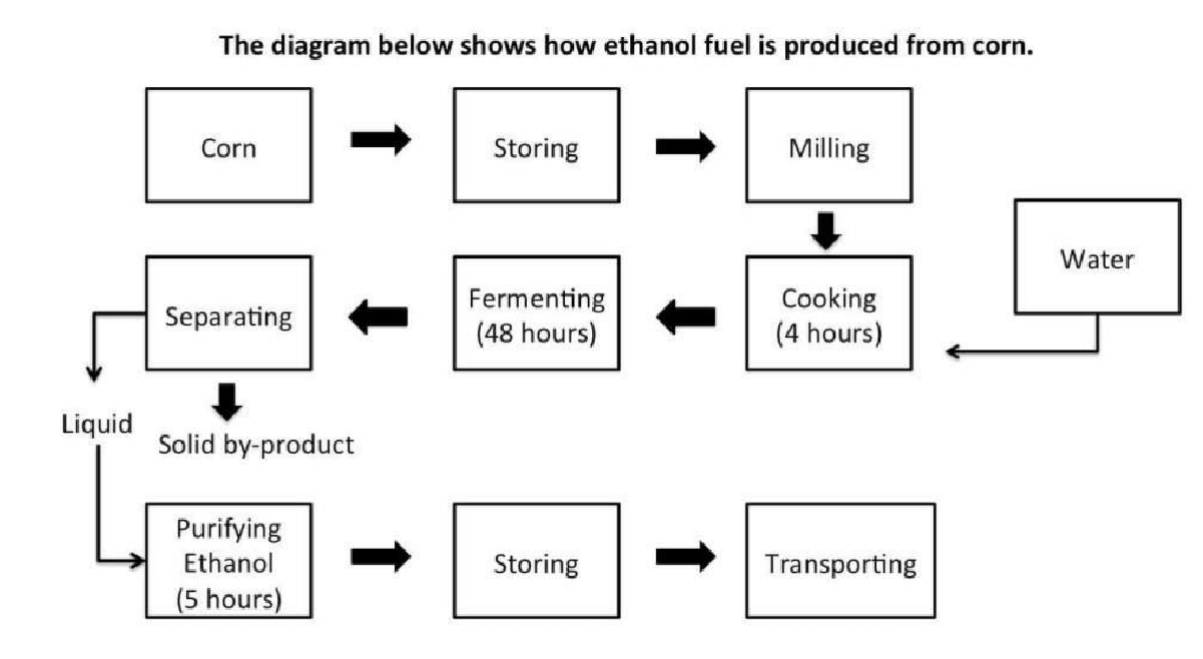 The diagram below shows how ethanol fuel is produced from corn.
Corn
Storing
Milling
Water
Cooking
(4 hours)
Fermenting
(48 hours)
Separating
Liquid
Solid by-product
Purifying
Ethanol
(5 hours)
Storing
Transporting